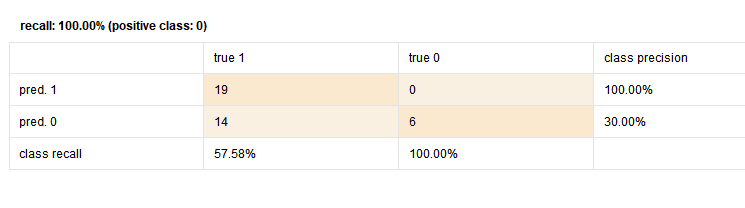 recall: 100.00% (positive class: 0)
true 1 true 0 class precision
pred. 1 19 0 100.00%
pred. 0 14 6 30.00%
class recall 57.58% 100.00%